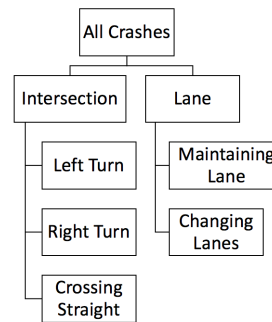 All Crashes
Intersection
Lane
Left Turn
Right Turn
Crossing
Straight
Maintaining
Lane
Changing
Lanes